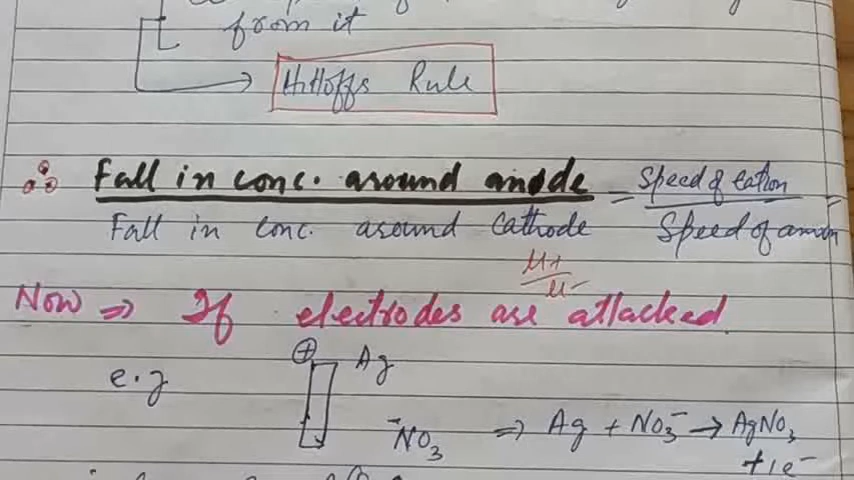 from it
Hittoffs Rule
∴ Fall in conc. around anode = Speed of cation =
Fall in conc. around cathode Speed of anion
μ+
μ-
Now ⇒ If electrodes are attacked.
⊕ Ag
e.g
-NO3 ⇒ Ag + NO3- → AgNO3
+1e-